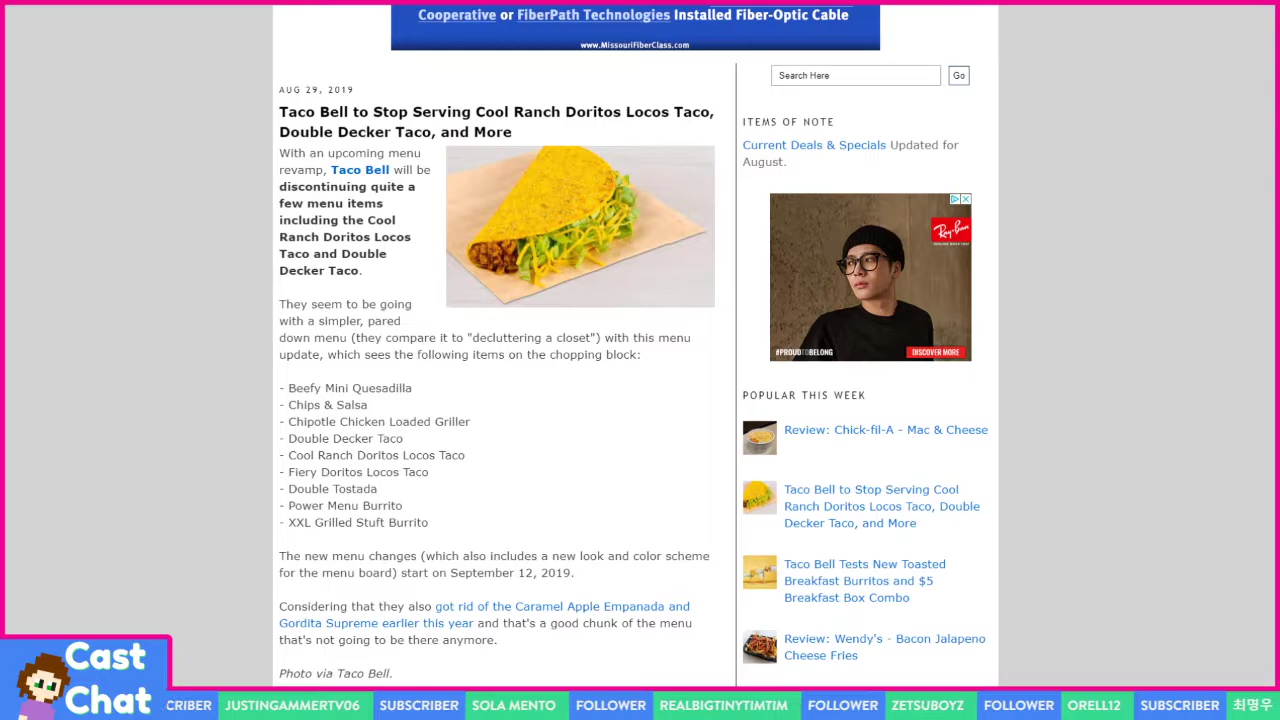 Cooperative or FiberPath Technologies Installed Fiber-Optic Cable
www.MissouriFiberClass.com
Search Here
Go
AUG 29, 2019
Taco Bell to Stop Serving Cool Ranch Doritos Locos Taco,
Double Decker Taco, and More
With an upcoming menu
revamp, Taco Bell will be
discontinuing quite a
few menu items
including the Cool
Ranch Doritos Locos
Taco and Double
Decker Taco.
They seem to be going
with a simpler, pared
down menu (they compare it to "decluttering a closet") with this menu
update, which sees the following items on the chopping block:
- Beefy Mini Quesadilla
- Chips & Salsa
- Chipotle Chicken Loaded Griller
- Double Decker Taco
- Cool Ranch Doritos Locos Taco
- Fiery Doritos Locos Taco
- Double Tostada
- Power Menu Burrito
- XXL Grilled Stuft Burrito
The new menu changes (which also includes a new look and color scheme
for the menu board) start on September 12, 2019.
Considering that they also got rid of the Caramel Apple Empanada and
Gordita Supreme earlier this year and that's a good chunk of the menu
that's not going to be there anymore.
Photo via Taco Bell.
ITEMS OF NOTE
Current Deals & Specials Updated for
August.
Ray-Ban
GENUINE SINCE 1937
#PROUDTOBELONG
DISCOVER MORE
POPULAR THIS WEEK
Review: Chick-fil-A - Mac & Cheese
Taco Bell to Stop Serving Cool
Ranch Doritos Locos Taco, Double
Decker Taco, and More
Taco Bell Tests New Toasted
Breakfast Burritos and $5
Breakfast Box Combo
Review: Wendy's - Bacon Jalapeno
Cheese Fries
Cast
Chat
CRIBER JUSTINGAMMERTV06 SUBSCRIBER SOLA MENTO FOLLOWER REALBIGTINYTIMTIM FOLLOWER ZETSUBOYZ FOLLOWER ORELL12 SUBSCRIBER 최명우